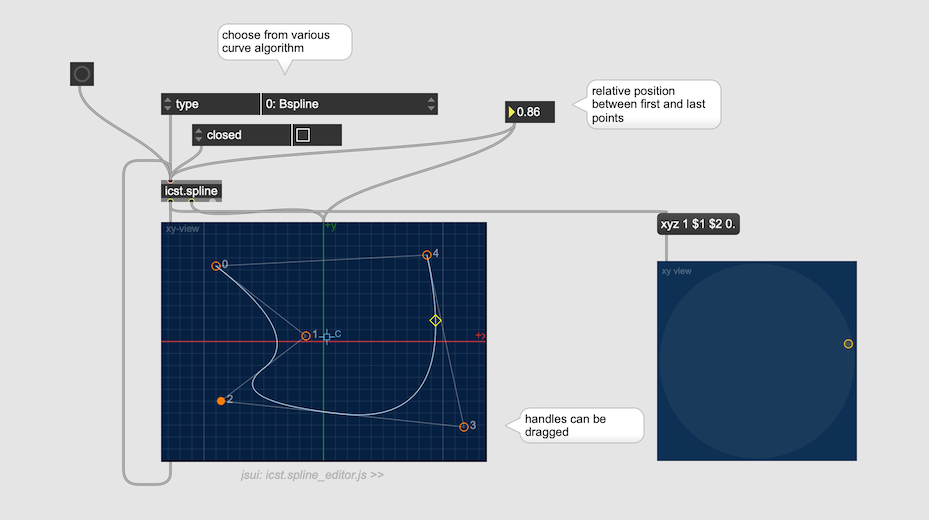 choose from various
curve algorithm
type
0: Bspline
0.86
relative position
between first and last
points
closed
icst.spline
xyz 1 $1 $2 0.
xy-view
+y
0
4
1
C
+x
2
3
xy view
handles can be
dragged
jsui: icst.spline_editor.js >>